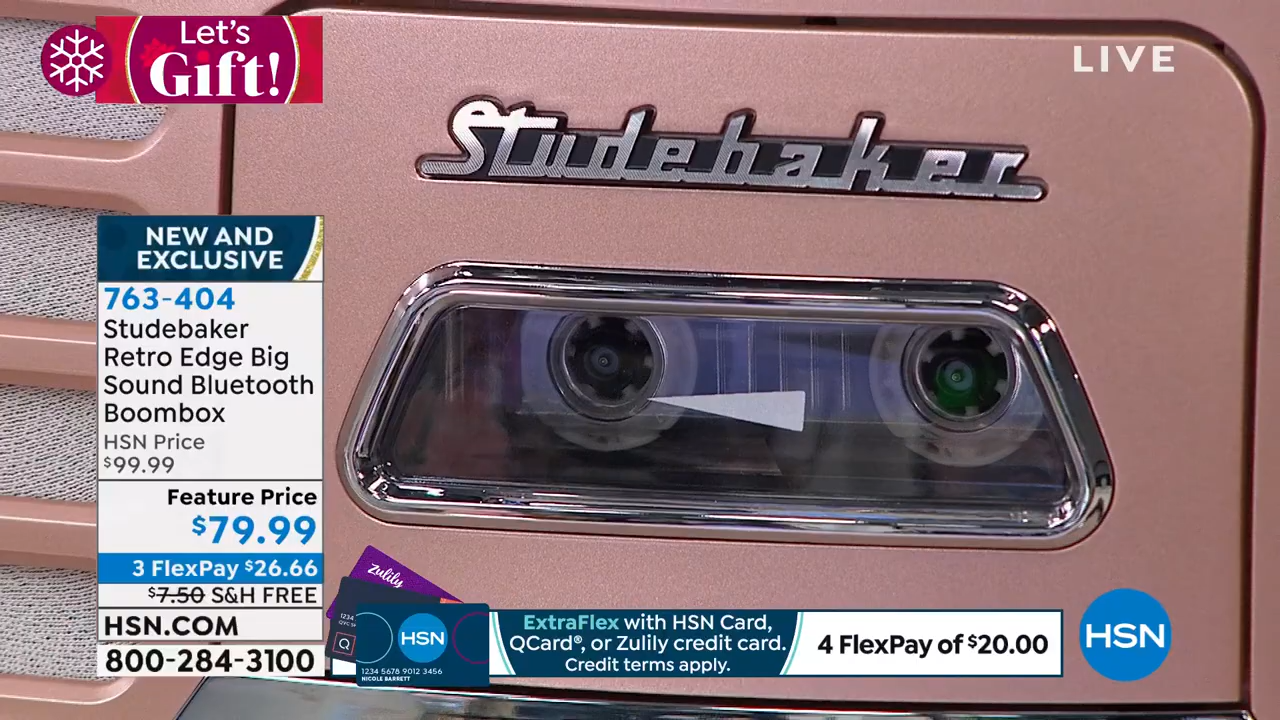 Let's
Gift!
LIVE
Studebaker
NEW AND
EXCLUSIVE
763-404
Studebaker
Retro Edge Big
Sound Bluetooth
Boombox
HSN Price
$99.99
Feature Price
$79.99
3 FlexPay $26.66
$7.50 S&H FREE
HSN.COM
800-284-3100
zulily
1234
Q
HSN
1234 5678 9012 3456
NICOLE BARRETT
ExtraFlex with HSN Card,
QCard®, or Zulily credit card.
Credit terms apply.
4 FlexPay of $20.00
HSN